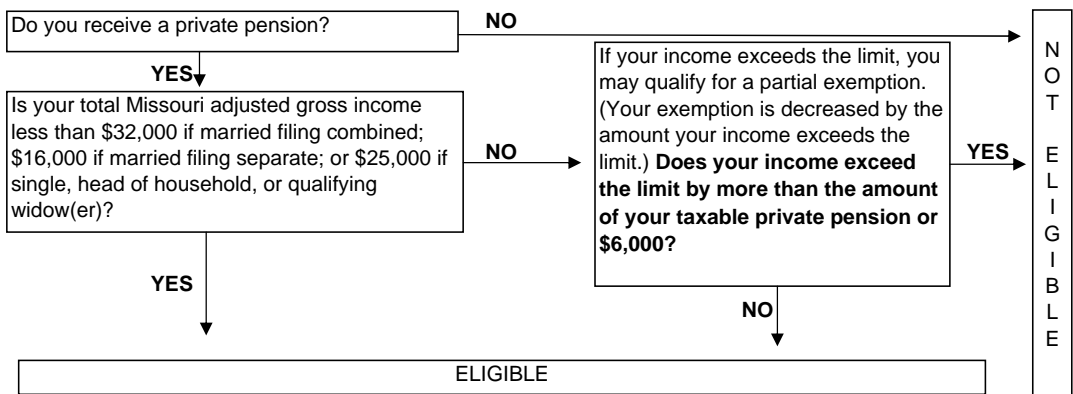 Do you receive a private pension?
NO
YES
Is your total Missouri adjusted gross income
less than $32,000 if married filing combined;
$16,000 if married filing separate; or $25,000 if
single, head of household, or qualifying
widow(er)?
NO
If your income exceeds the limit, you
may qualify for a partial exemption.
(Your exemption is decreased by the
amount your income exceeds the
limit.) Does your income exceed
the limit by more than the amount
of your taxable private pension or
$6,000?
YES
YES
NO
ELIGIBLE
N
O
T
E
L
I
G
I
B
L
E